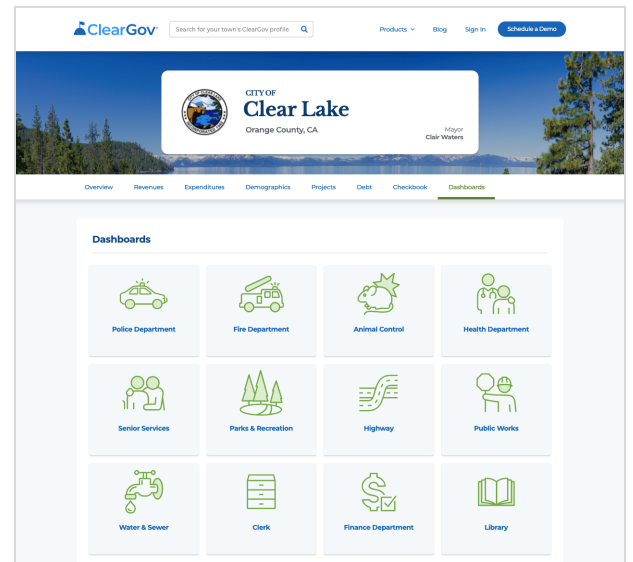 ClearGov
Search for your town's ClearGov profile
Products
Blog
Sign In
Schedule a Demo
CITY OF
Clear Lake
Orange County, CA
Mayor
Clair Waters
Overview
Revenues
Expenditures
Demographics
Projects
Debt
Checkbook
Dashboards
Dashboards
Police Department
Fire Department
Animal Control
Health Department
Senior Services
Parks & Recreation
Highway
Public Works
Water & Sewer
Clerk
Finance Department
Library